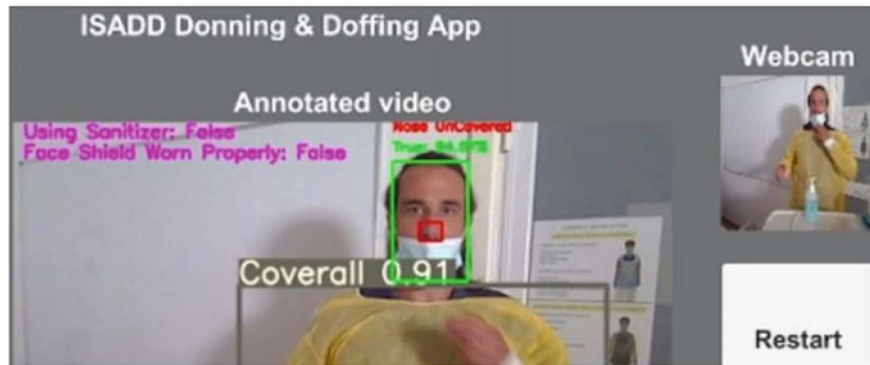 ISADD Donning & Doffing App
Webcam
Annotated video
Using Sanitizer: False
Face Shield Worn Properly: False
Nose UnCovered
True
Coverall 0.91
Restart